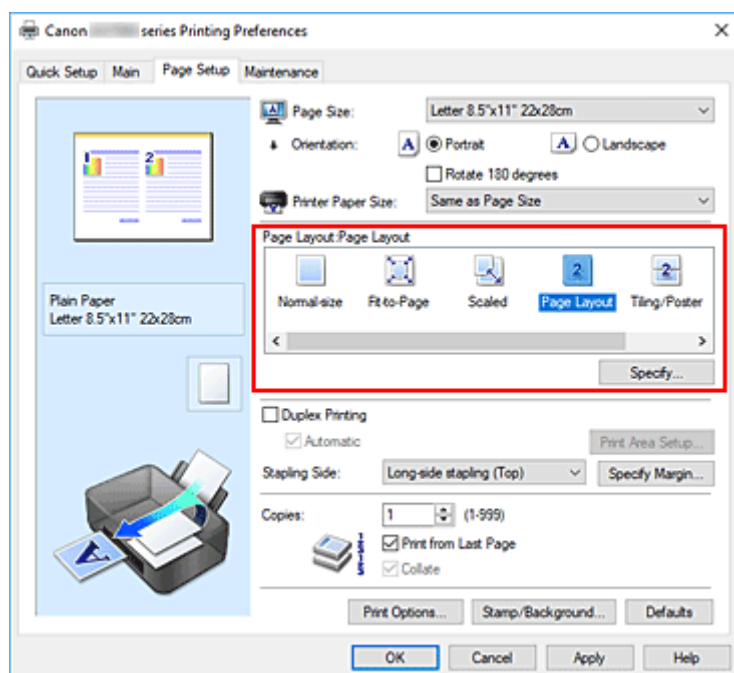 Canon series Printing Preferences
Quick Setup Main Page Setup Maintenance
1 2
Plain Paper
Letter 8.5"x11" 22x28cm
A
Page Size: Letter 8.5"x11" 22x28cm
Orientation: A Portrait A Landscape
Rotate 180 degrees
Printer Paper Size: Same as Page Size
Page Layout:Page Layout
2 2
Normal-size Fit-to-Page Scaled Page Layout Tiling/Poster
Specify...
Duplex Printing
Automatic Print Area Setup...
Stapling Side: Long-side stapling (Top) Specify Margin...
Copies: 1 (1-999)
Print from Last Page
Collate
Print Options... Stamp/Background... Defaults
OK Cancel Apply Help